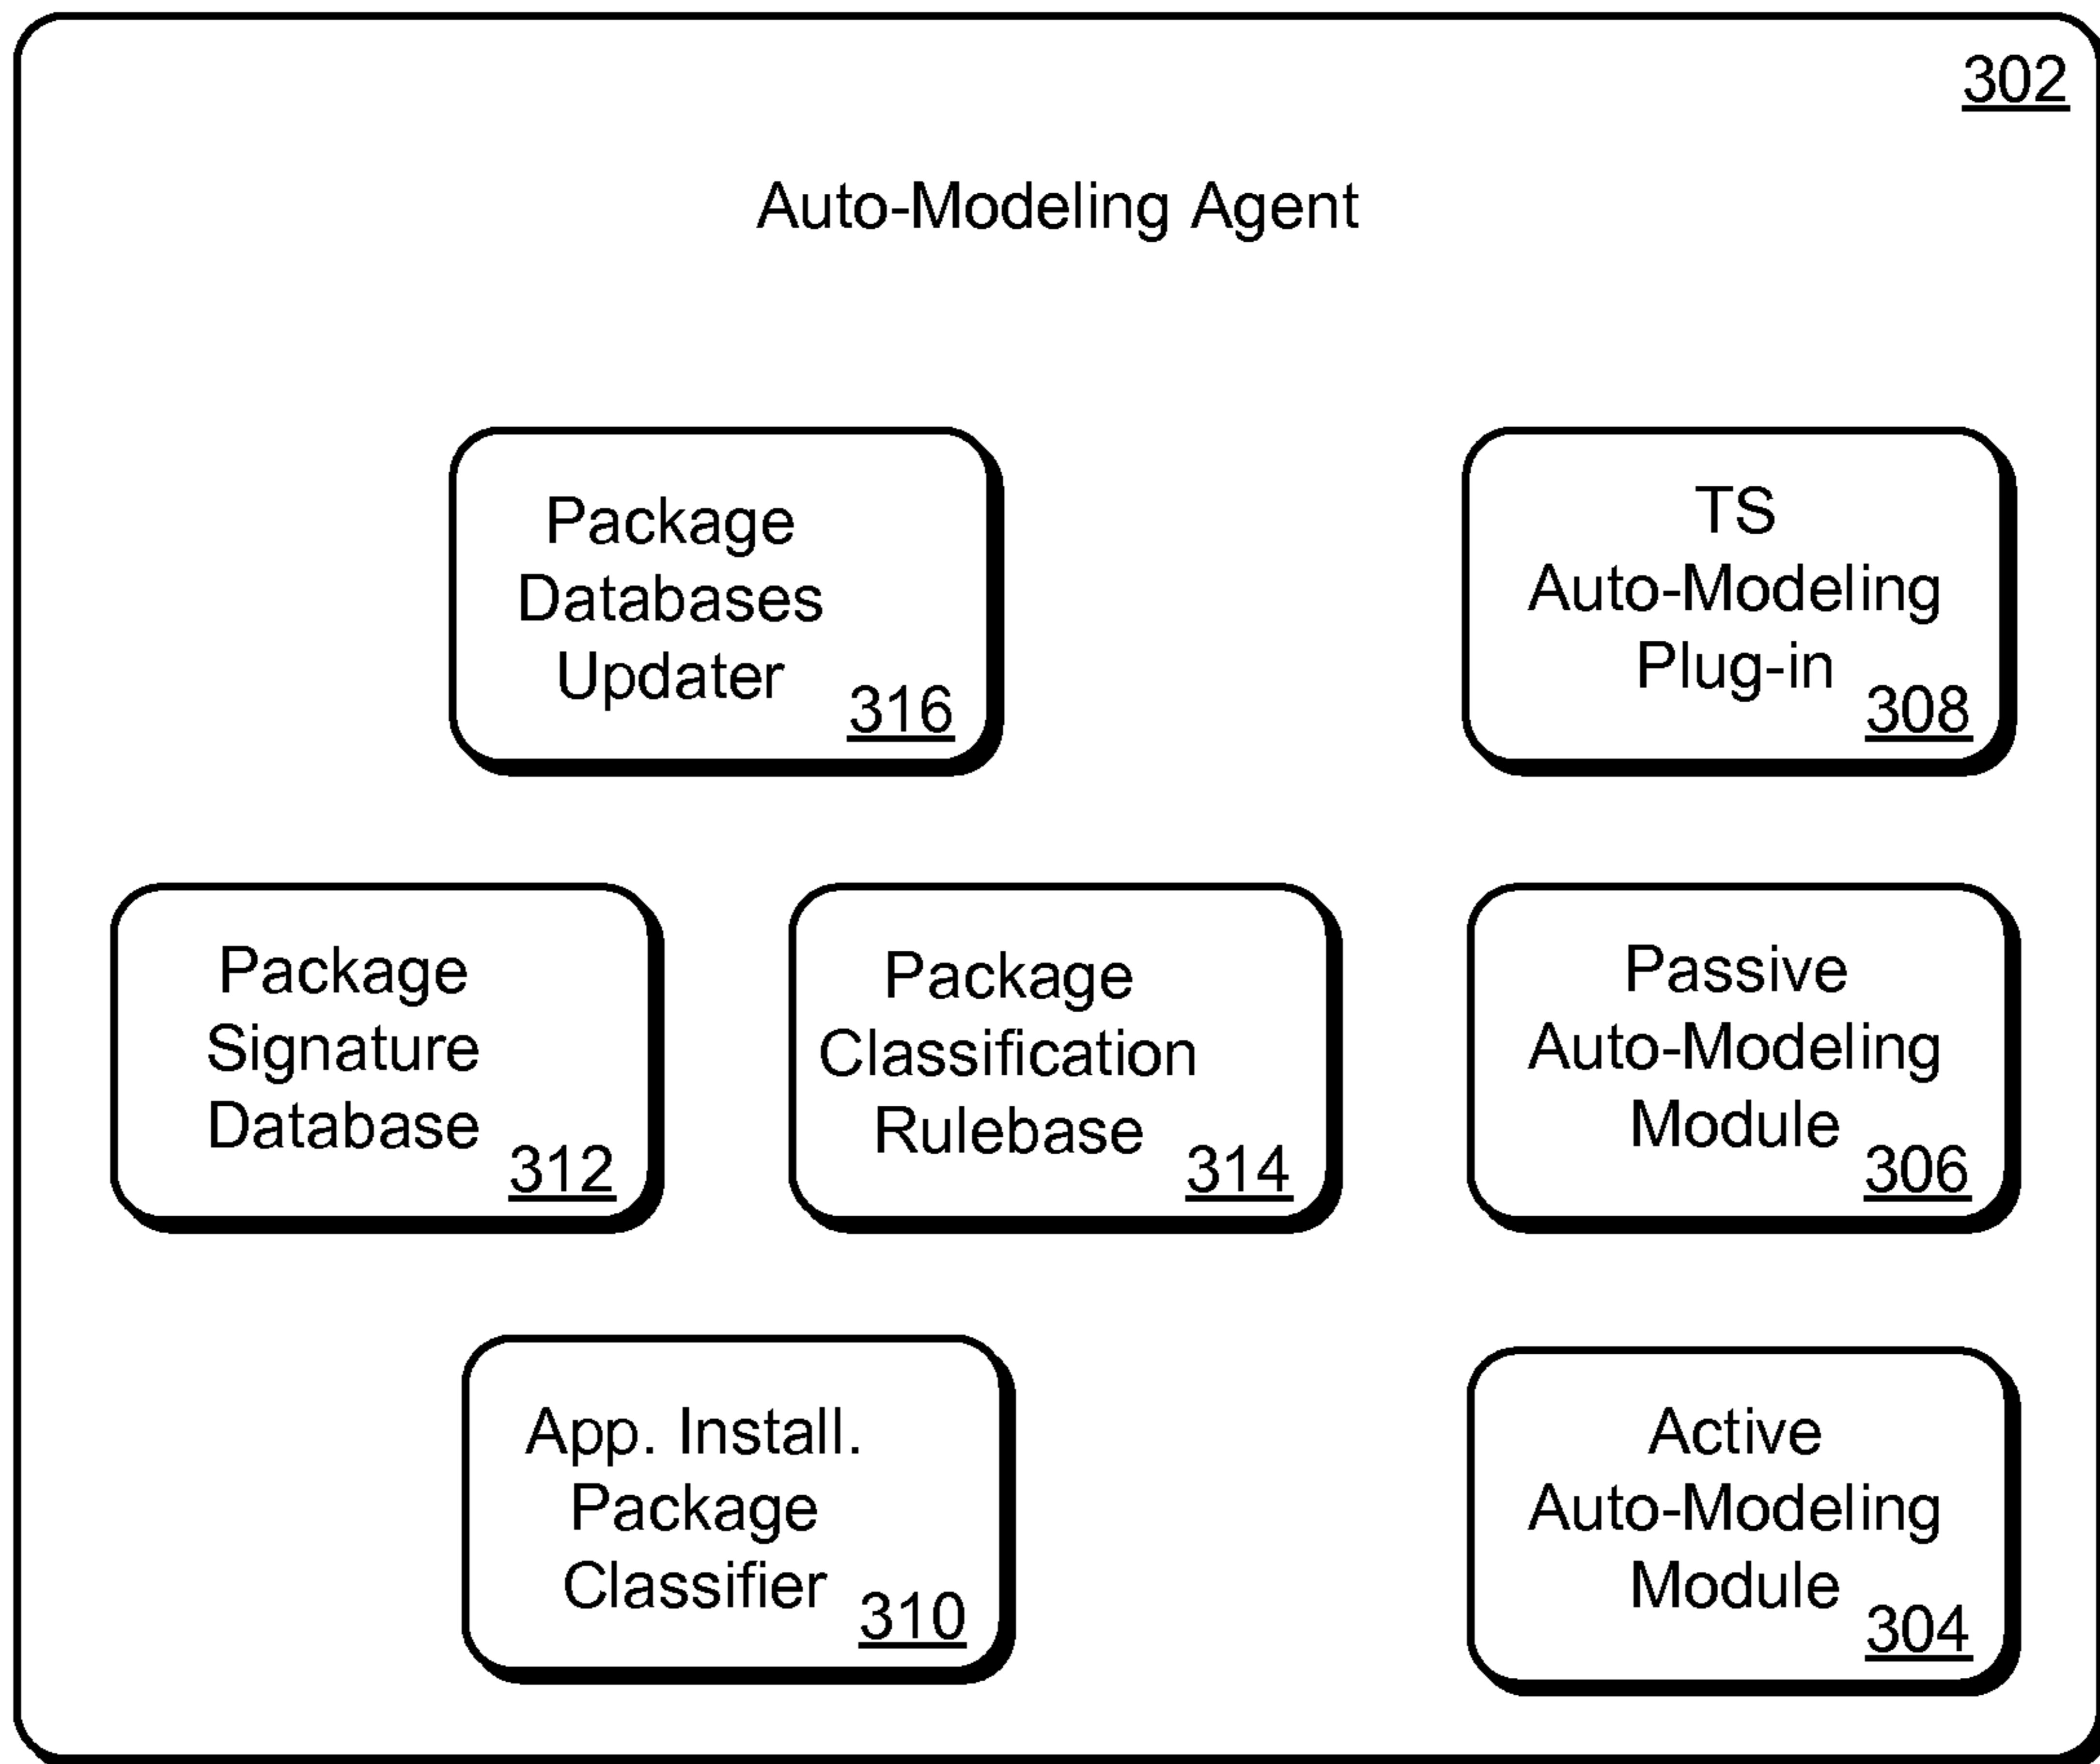 302
Auto-Modeling Agent
Package
Databases
Updater
316
TS
Auto-Modeling
Plug-in
308
Package
Signature
Database
312
Package
Classification
Rulebase
314
Passive
Auto-Modeling
Module
306
App. Install.
Package
Classifier
310
Active
Auto-Modeling
Module
304